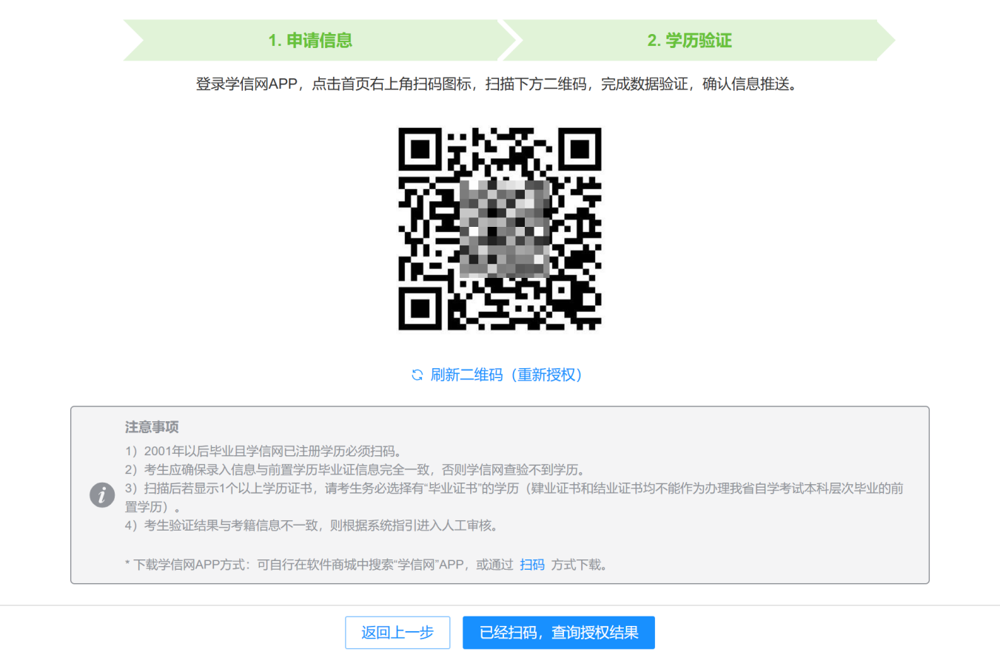 1. 申请信息
2. 学历验证
登录学信网APP，点击首页右上角扫码图标，扫描下方二维码，完成数据验证，确认信息推送。
刷新二维码（重新授权）
注意事项
1）2001年以后毕业且学信网已注册学历必须扫码。
2）考生应确保录入信息与前置学历毕业证信息完全一致，否则学信网查验不到学历。
3）扫描后若显示1个以上学历证书，请考生务必选择有“毕业证书”的学历（肄业证书和结业证书均不能作为办理我省自学考试本科层次毕业的前
置学历）。
4）考生验证结果与考籍信息不一致，则根据系统指引进入人工审核。
* 下载学信网APP方式：可自行在软件商城中搜索“学信网”APP，或通过 扫码 方式下载。
返回上一步
已经扫码，查询授权结果